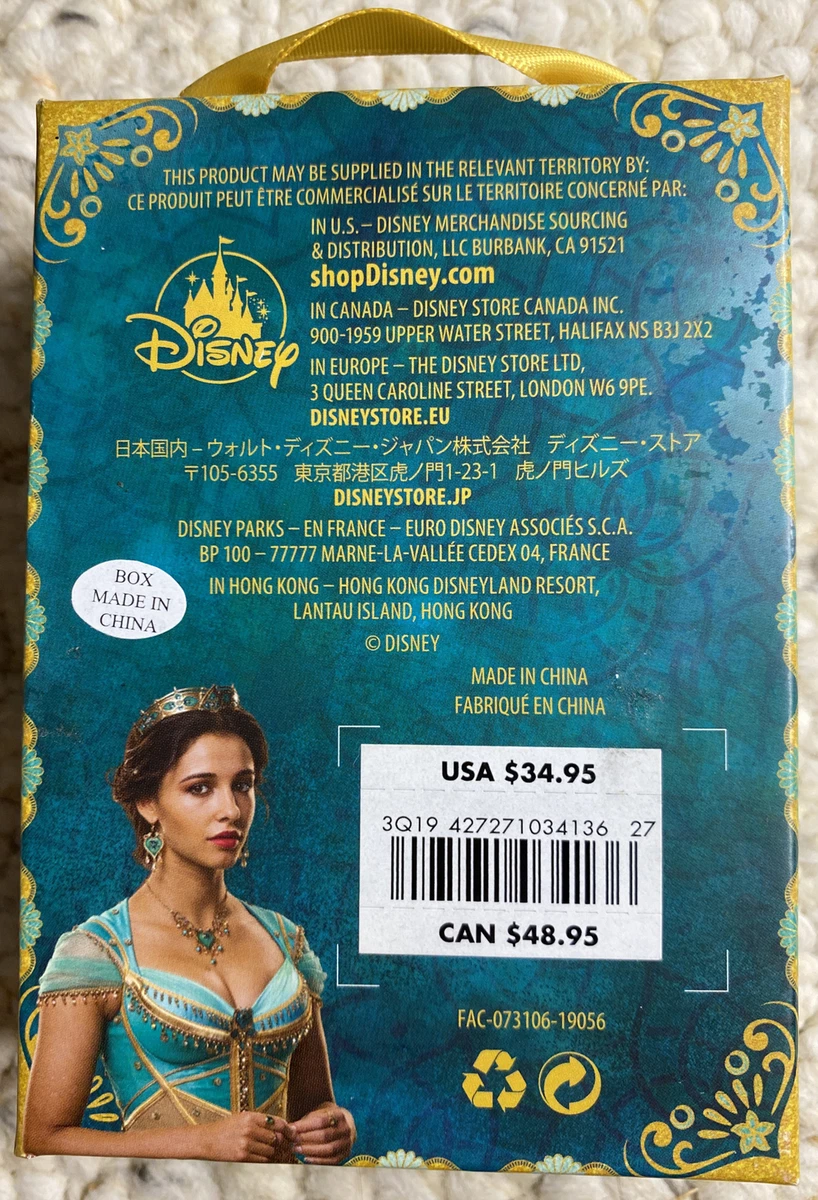 THIS PRODUCT MAY BE SUPPLIED IN THE RELEVANT TERRITORY BY:
CE PRODUIT PEUT ÊTRE COMMERCIALISÉ SUR LE TERRITOIRE CONCERNÉ PAR:
IN U.S. – DISNEY MERCHANDISE SOURCING
& DISTRIBUTION, LLC BURBANK, CA 91521
shopDisney.com
Disney
IN CANADA – DISNEY STORE CANADA INC.
900-1959 UPPER WATER STREET, HALIFAX NS B3J 2X2
IN EUROPE – THE DISNEY STORE LTD,
3 QUEEN CAROLINE STREET, LONDON W6 9PE.
DISNEYSTORE.EU
日本国内 – ウォルト・ディズニー・ジャパン株式会社 ディズニー・ストア
〒105-6355 東京都港区虎ノ門1-23-1 虎ノ門ヒルズ
DISNEYSTORE.JP
DISNEY PARKS – EN FRANCE – EURO DISNEY ASSOCIÉS S.C.A.
BP 100 – 77777 MARNE-LA-VALLÉE CEDEX 04, FRANCE
IN HONG KONG – HONG KONG DISNEYLAND RESORT,
LANTAU ISLAND, HONG KONG
© DISNEY
BOX
MADE IN
CHINA
MADE IN CHINA
FABRIQUÉ EN CHINA
USA $34.95
3Q19 427271034136 27
CAN $48.95
FAC-073106-19056